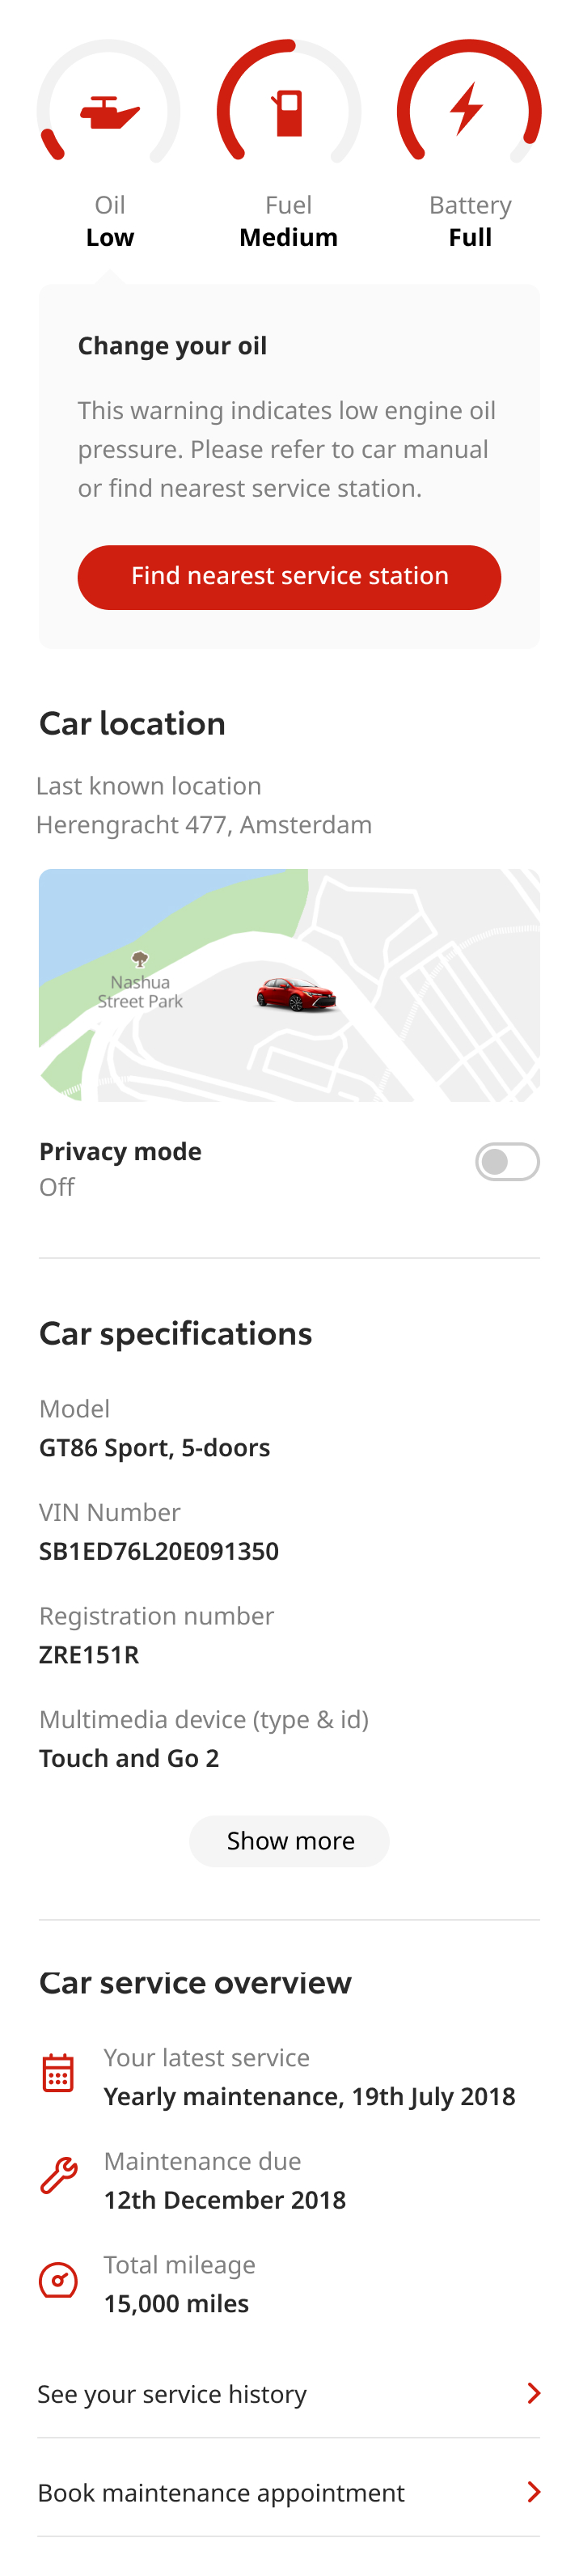 Oil
Low
Fuel
Medium
Battery
Full
Change your oil
This warning indicates low engine oil
pressure. Please refer to car manual
or find nearest service station.
Find nearest service station
Car location
Last known location
Herengracht 477, Amsterdam
Nashua
Street Park
Privacy mode
Off
Car specifications
Model
GT86 Sport, 5-doors
VIN Number
SB1ED76L20E091350
Registration number
ZRE151R
Multimedia device (type & id)
Touch and Go 2
Show more
Car service overview
Your latest service
Yearly maintenance, 19th July 2018
Maintenance due
12th December 2018
Total mileage
15,000 miles
See your service history
Book maintenance appointment